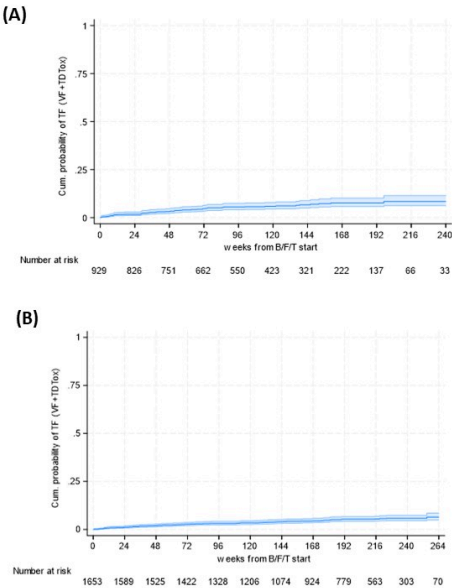 (A)
1
.75
.5
.25
0
Cum. probability of TF (VF+TDTox)
0 24 48 72 96 120 144 168 192 216 240
weeks from B/F/T start
Number at risk
929 826 751 662 550 423 321 222 137 66 33
(B)
1
.75
.5
.25
0
Cum. probability of TF (VF+TDTox)
0 24 48 72 96 120 144 168 192 216 240 264
weeks from B/F/T start
Number at risk
1653 1589 1525 1422 1328 1206 1074 924 779 563 303 70